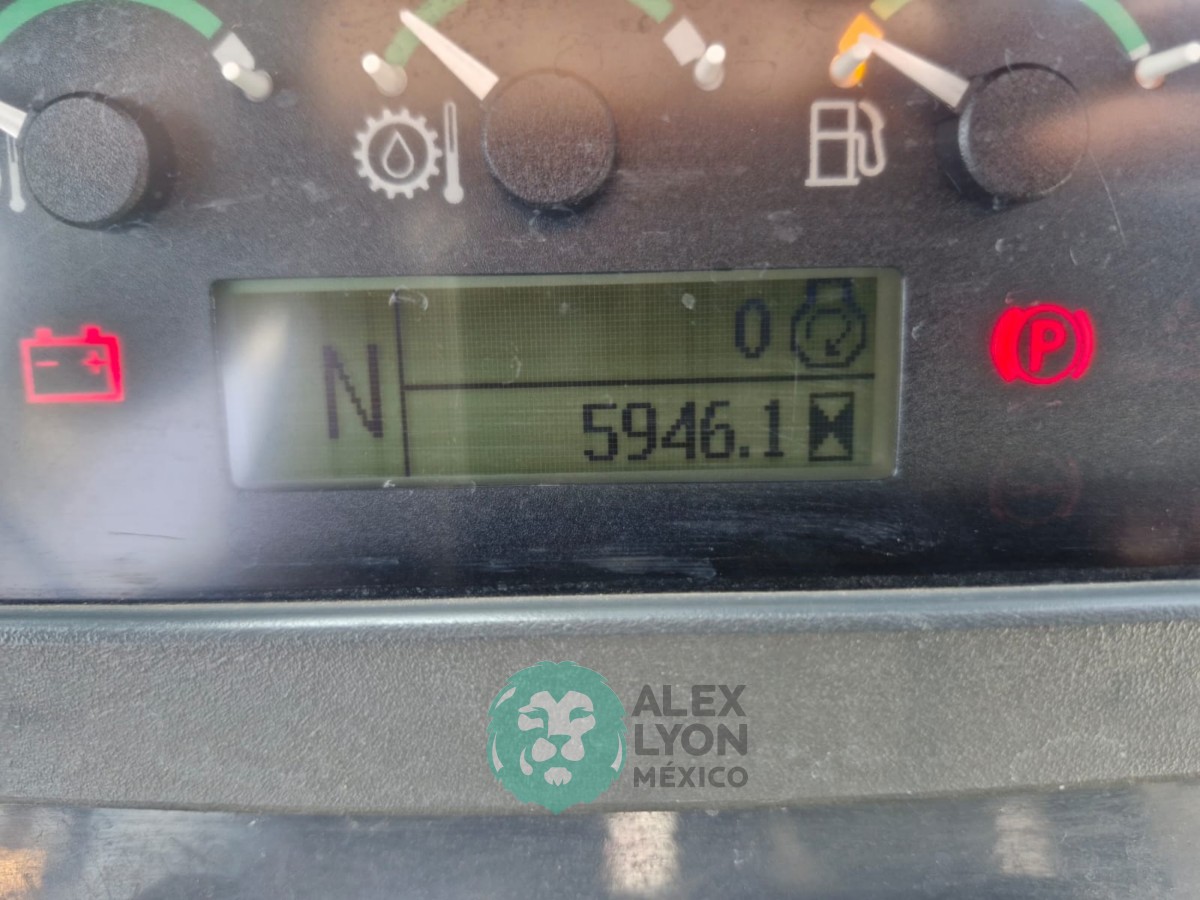 N
0
5946.1
P
ALEX
LYON
MÉXICO